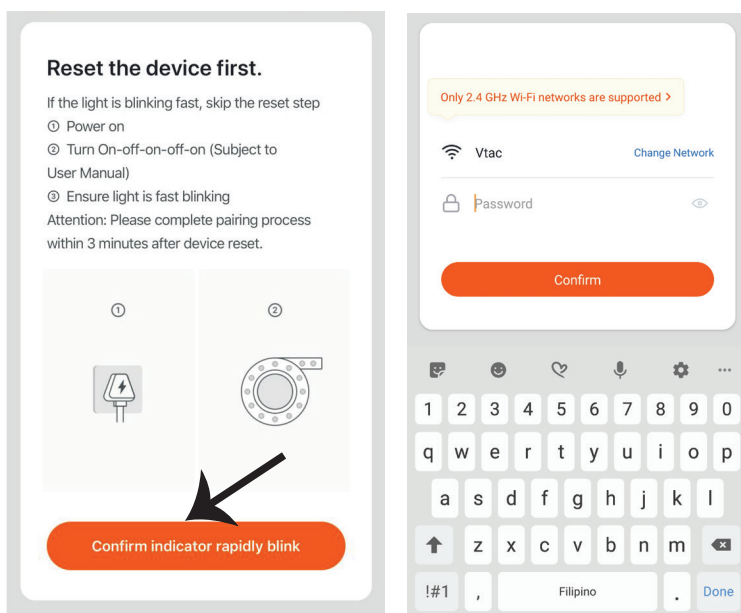 Reset the device first.
If the light is blinking fast, skip the reset step
① Power on
② Turn On-off-on-off-on (Subject to
User Manual)
③ Ensure light is fast blinking
Attention: Please complete pairing process
within 3 minutes after device reset.
① ②
Confirm indicator rapidly blink
Only 2.4 GHz Wi-Fi networks are supported >
Vtac Change Network
Password
Confirm
1 2 3 4 5 6 7 8 9 0
q w e r t y u i o p
a s d f g h j k l
z x c v b n m
!#1 , Filipino . Done